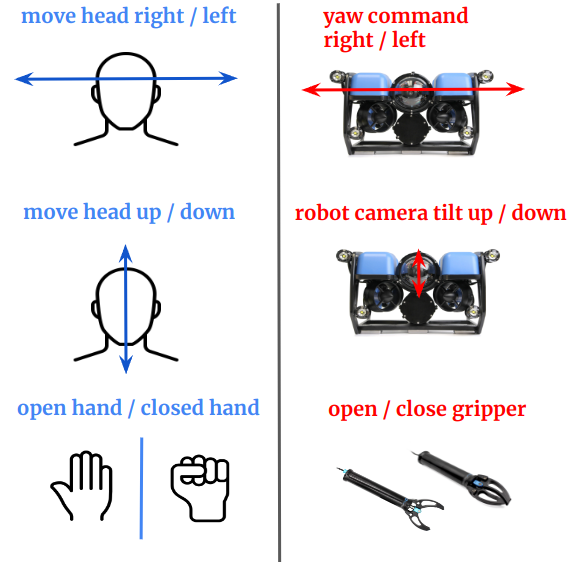 move head right / left
yaw command
right / left
move head up / down
robot camera tilt up / down
open hand / closed hand
open / close gripper